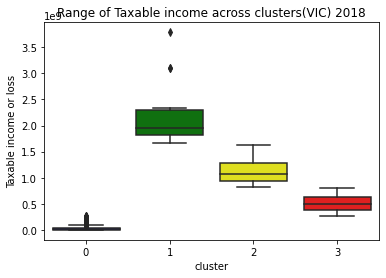 Range of Taxable income across clusters(VIC) 2018
1e9
3.5
3.0
2.5
2.0
1.5
1.0
0.5
0.0
Taxable income or loss
0 1 2 3
cluster